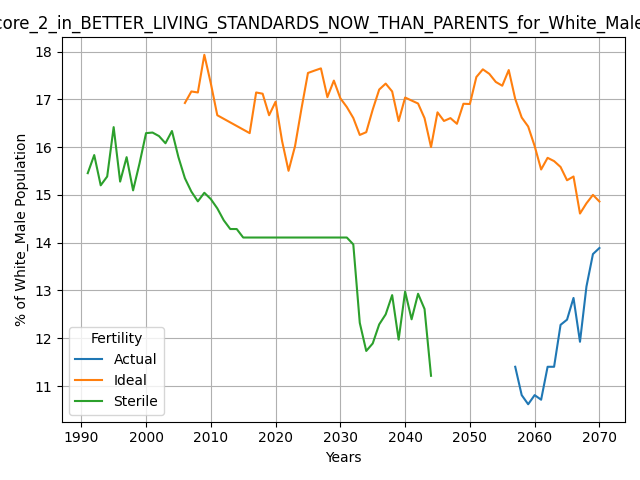 core_2_in_BETTER_LIVING_STANDARDS_NOW_THAN_PARENTS_for_White_Male
18
17
16
15
14
13
12
11
% of White_Male Population
Fertility
Actual
Ideal
Sterile
1990 2000 2010 2020 2030 2040 2050 2060 2070
Years